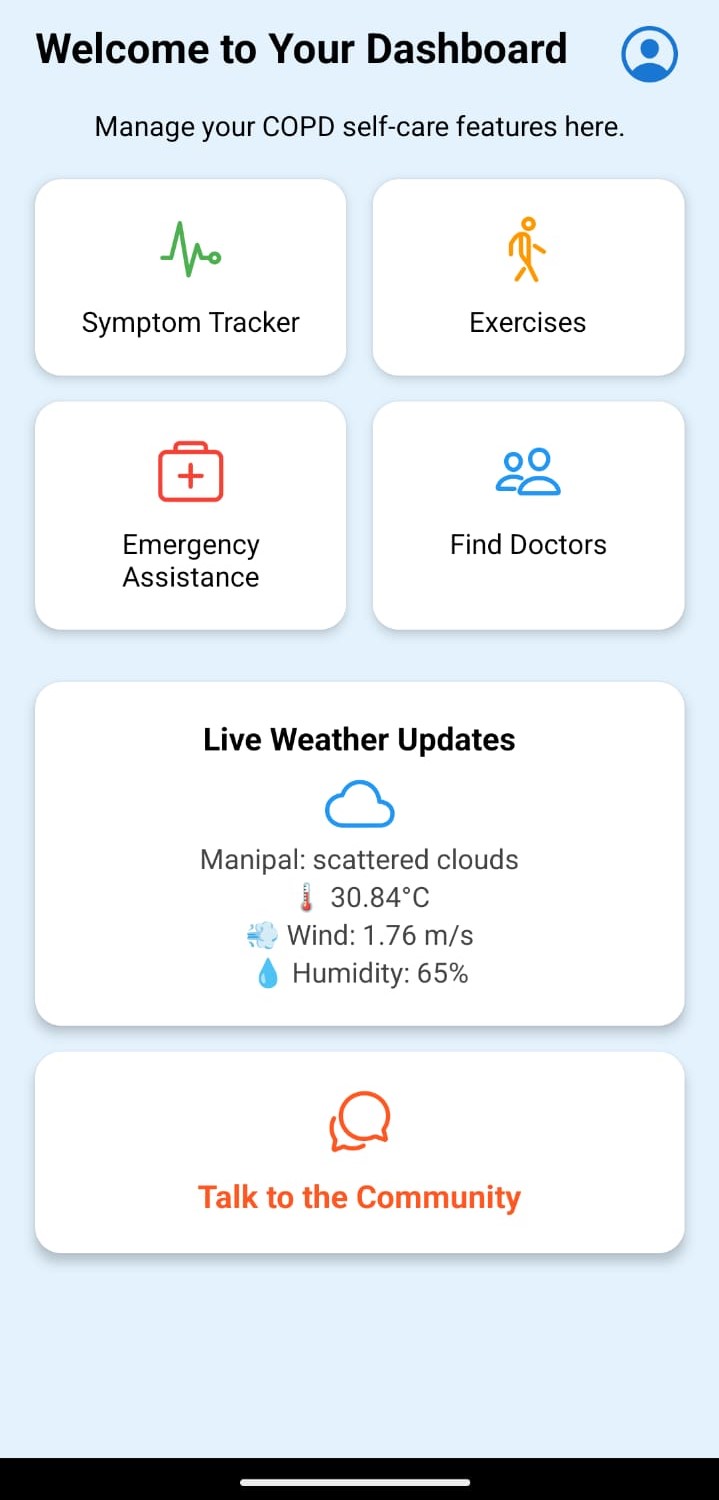 Welcome to Your Dashboard
Manage your COPD self-care features here.
Symptom Tracker
Exercises
Emergency
Assistance
Find Doctors
Live Weather Updates
Manipal: scattered clouds
🌡️ 30.84°C
💨 Wind: 1.76 m/s
💧 Humidity: 65%
Talk to the Community